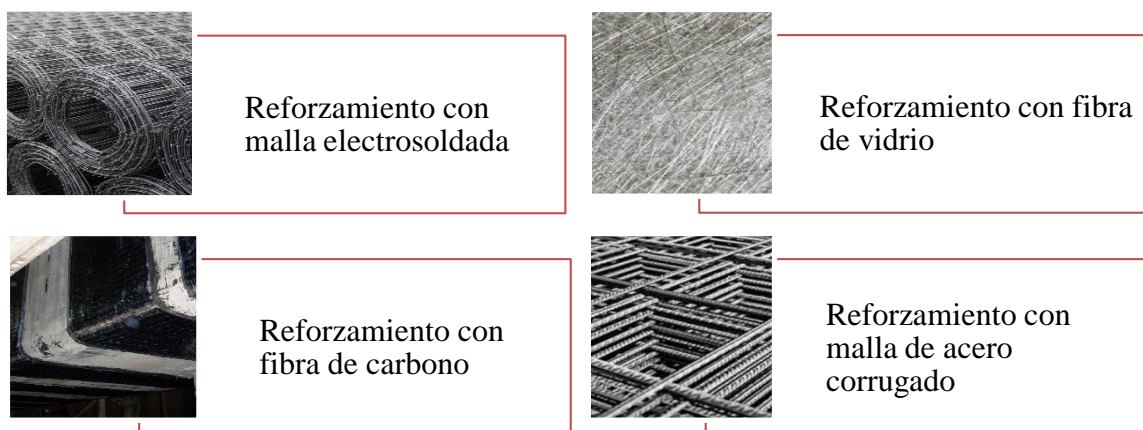 Reforzamiento con
malla electrosoldada
Reforzamiento con fibra
de vidrio
Reforzamiento con
fibra de carbono
Reforzamiento con
malla de acero
corrugado